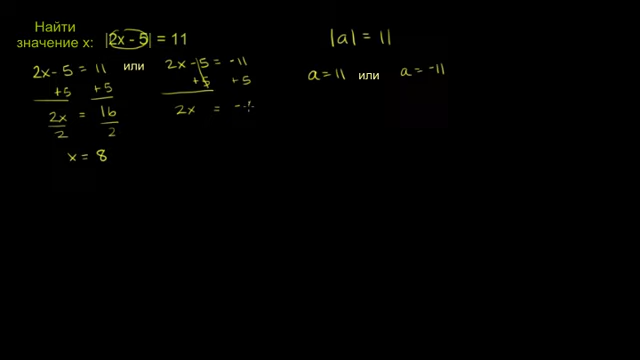 Найти
значение x: |2x - 5| = 11
|a| = 11
2x - 5 = 11 или 2x - 5 = -11
+5 +5 +5 +5
a = 11 или a = -11
2x = 16
2 2
2x = -
x = 8